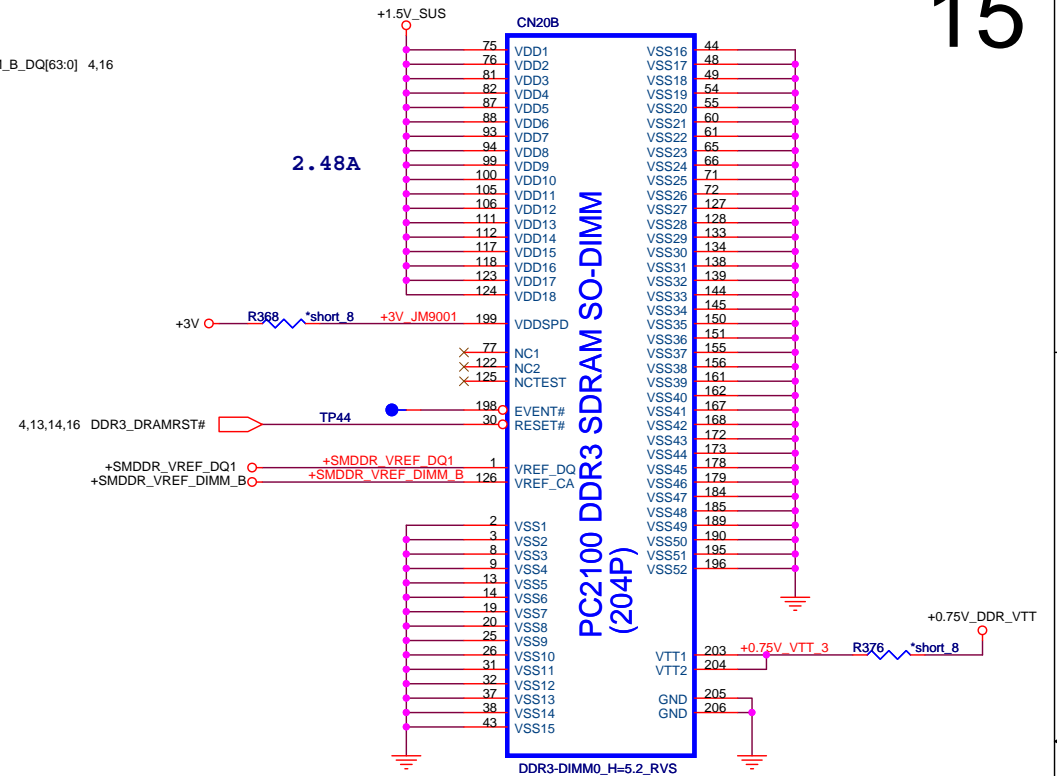 15
+1.5V_SUS
CN20B
_B_DQ[63:0] 4,16
2.48A
75 VDD1 VSS16 44
76 VDD2 VSS17 48
81 VDD3 VSS18 49
82 VDD4 VSS19 54
87 VDD5 VSS20 55
88 VDD6 VSS21 60
93 VDD7 VSS22 61
94 VDD8 VSS23 65
99 VDD9 VSS24 66
100 VDD10 VSS25 71
105 VDD11 VSS26 72
106 VDD12 VSS27 127
111 VDD13 VSS28 128
112 VDD14 VSS29 133
117 VDD15 VSS30 134
118 VDD16 VSS31 138
123 VDD17 VSS32 139
124 VDD18 VSS33 144
VSS34 145
+3V R368 *short_8 +3V_JM9001 199 VDDSPD VSS35 150
VSS36 151
77 NC1 VSS37 155
122 NC2 VSS38 156
125 NCTEST VSS39 161
VSS40 162
198 EVENT# VSS41 167
4,13,14,16 DDR3_DRAMRST# TP44 30 RESET# VSS42 168
VSS43 172
VSS44 173
+SMDDR_VREF_DQ1 +SMDDR_VREF_DQ1 1 VREF_DQ VSS45 178
+SMDDR_VREF_DIMM_B +SMDDR_VREF_DIMM_B 126 VREF_CA VSS46 179
VSS47 184
VSS48 185
2 VSS1 VSS49 189
3 VSS2 VSS50 190
8 VSS3 VSS51 195
9 VSS4 VSS52 196
13 VSS5
14 VSS6
19 VSS7
20 VSS8
25 VSS9
26 VSS10
31 VSS11
32 VSS12
37 VSS13
38 VSS14
43 VSS15
PC2100 DDR3 SDRAM SO-DIMM
(204P)
+0.75V_DDR_VTT
VTT1 203 +0.75V_VTT_3 R376 *short_8
VTT2 204
GND 205
GND 206
DDR3-DIMM0_H=5.2_RVS